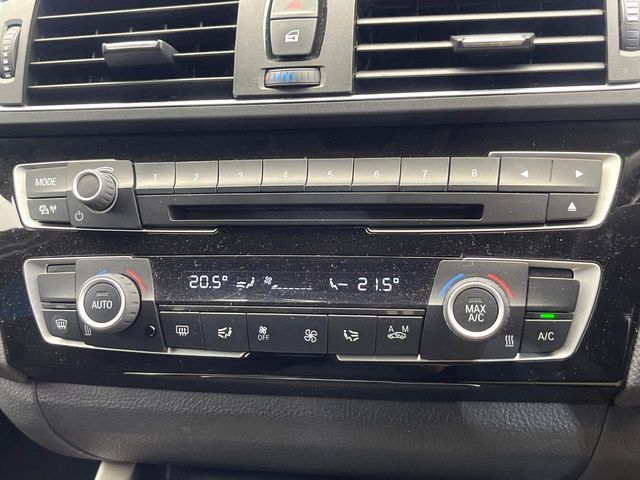 MODE 1 2 3 4 5 6 7 8
20.5° 21.5°
AUTO MAX A/C
OFF A M A/C